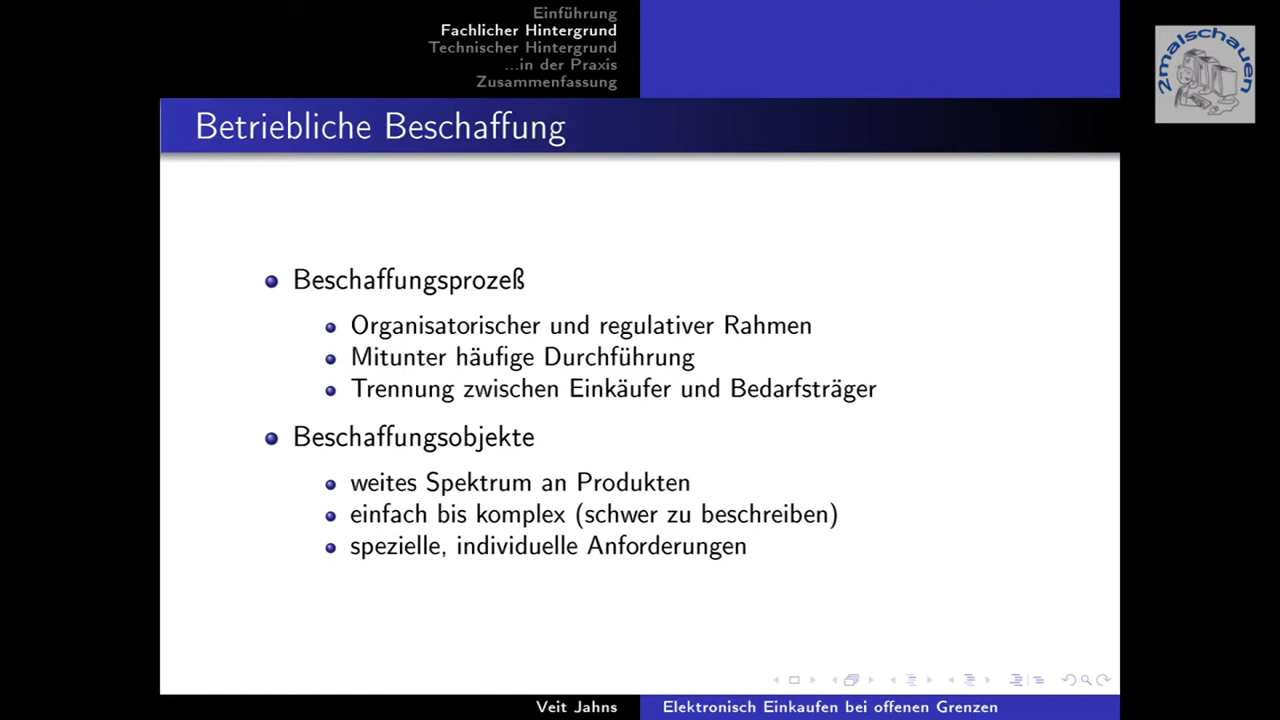 Einführung
Fachlicher Hintergrund
Technischer Hintergrund
...in der Praxis
Zusammenfassung
2malschauen
Betriebliche Beschaffung
Beschaffungsprozeß
Organisatorischer und regulativer Rahmen
Mitunter häufige Durchführung
Trennung zwischen Einkäufer und Bedarfsträger
Beschaffungsobjekte
weites Spektrum an Produkten
einfach bis komplex (schwer zu beschreiben)
spezielle, individuelle Anforderungen
Veit Jahns
Elektronisch Einkaufen bei offenen Grenzen